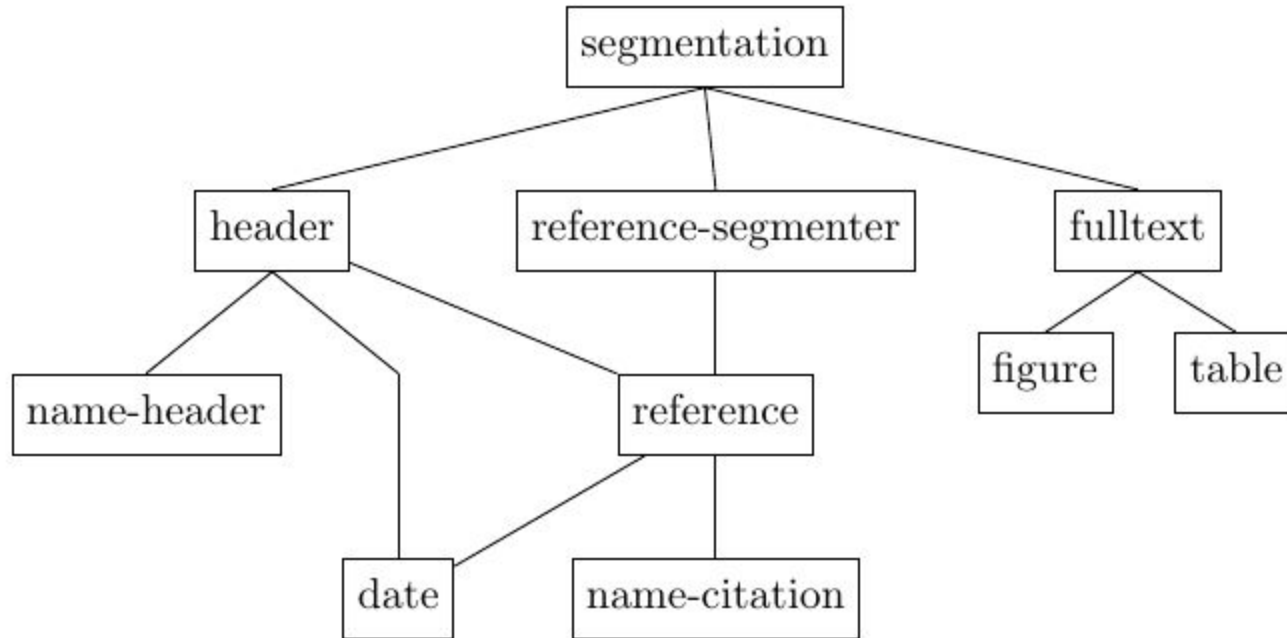 segmentation
header
reference-segmenter
fulltext
figure
table
name-header
reference
date
name-citation